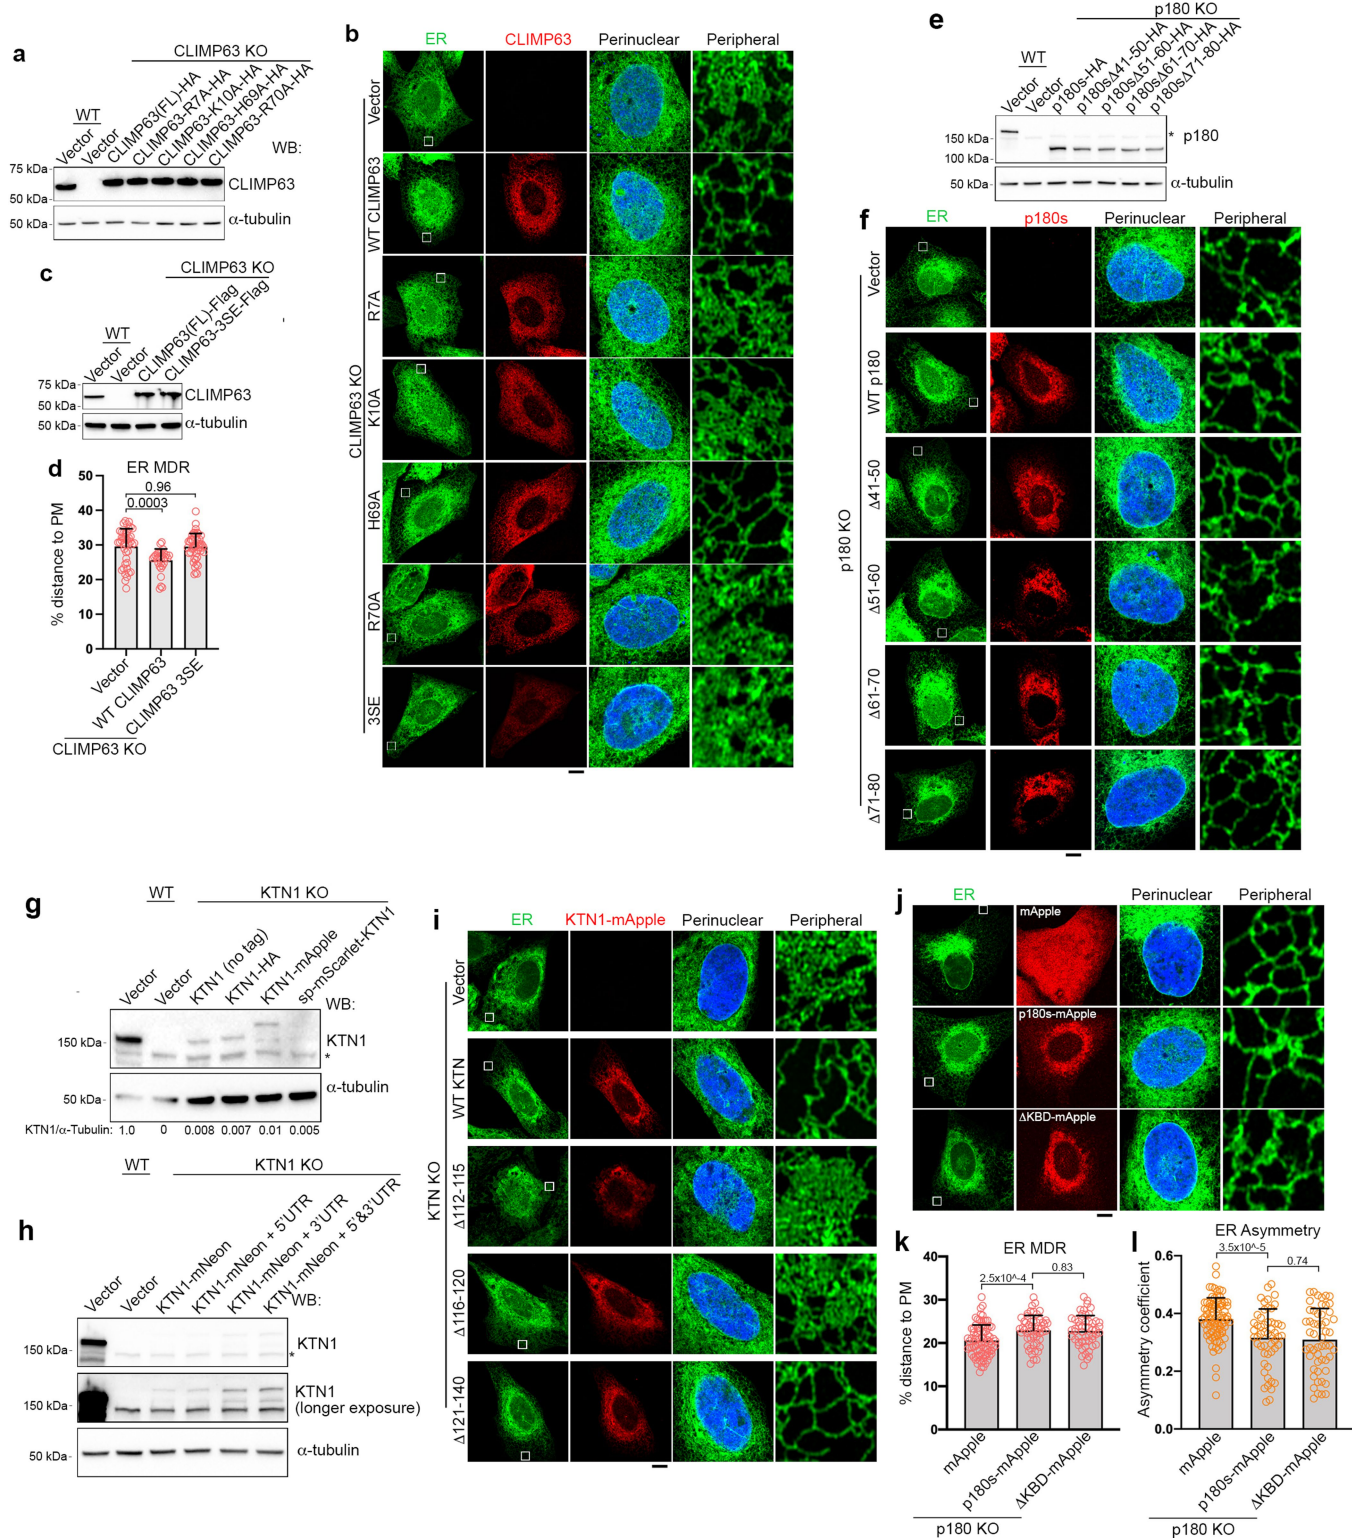 a
CLIMP63 KO
WT
Vector
Vector
CLIMP63(FL)-HA
CLIMP63-R7A-HA
CLIMP63-K10A-HA
CLIMP63-H69A-HA
CLIMP63-R70A-HA
WB:
75 kDa-
CLIMP63
50 kDa-
50 kDa-
α-tubulin
b
ER CLIMP63 Perinuclear Peripheral
CLIMP63 KO
Vector
WT CLIMP63
R7A
K10A
H69A
R70A
3SE
c
CLIMP63 KO
WT
Vector
Vector
CLIMP63(FL)-Flag
CLIMP63-3SE-Flag
75 kDa-
CLIMP63
50 kDa-
50 kDa-
α-tubulin
d
ER MDR
% distance to PM
50
40
30
20
10
0
0.96
0.0003
Vector
WT CLIMP63
CLIMP63 3SE
CLIMP63 KO
e
p180 KO
WT
Vector
Vector
p180s-HA
p180sΔ41-50-HA
p180sΔ51-60-HA
p180sΔ61-70-HA
p180sΔ71-80-HA
150 kDa-
* p180
100 kDa-
50 kDa-
α-tubulin
f
ER p180s Perinuclear Peripheral
p180 KO
Vector
WT p180
Δ41-50
Δ51-60
Δ61-70
Δ71-80
g
WT
KTN1 KO
Vector
Vector
KTN1 (no tag)
KTN1-HA
KTN1-mApple
sp-mScarlet-KTN1
WB:
150 kDa-
KTN1
*
α-tubulin
50 kDa-
KTN1/α-Tubulin: 1.0 0 0.008 0.007 0.01 0.005
h
WT
KTN1 KO
Vector
Vector
KTN1-mNeon
KTN1-mNeon + 5'UTR
KTN1-mNeon + 3'UTR
KTN1-mNeon + 5'&3'UTR
WB:
KTN1
150 kDa-
*
KTN1
(longer exposure)
150 kDa-
α-tubulin
50 kDa-
i
ER KTN1-mApple Perinuclear Peripheral
KTN KO
Vector
WT KTN
Δ112-115
Δ116-120
Δ121-140
j
ER Perinuclear Peripheral
mApple
p180s-mApple
ΔKBD-mApple
k
ER MDR
% distance to PM
40
30
20
10
0
2.5x10^-4
0.83
mApple
p180s-mApple
ΔKBD-mApple
p180 KO
l
ER Asymmetry
Asymmetry coefficient
0.6
0.4
0.2
0.0
3.5x10^-5
0.74
mApple
p180s-mApple
ΔKBD-mApple
p180 KO